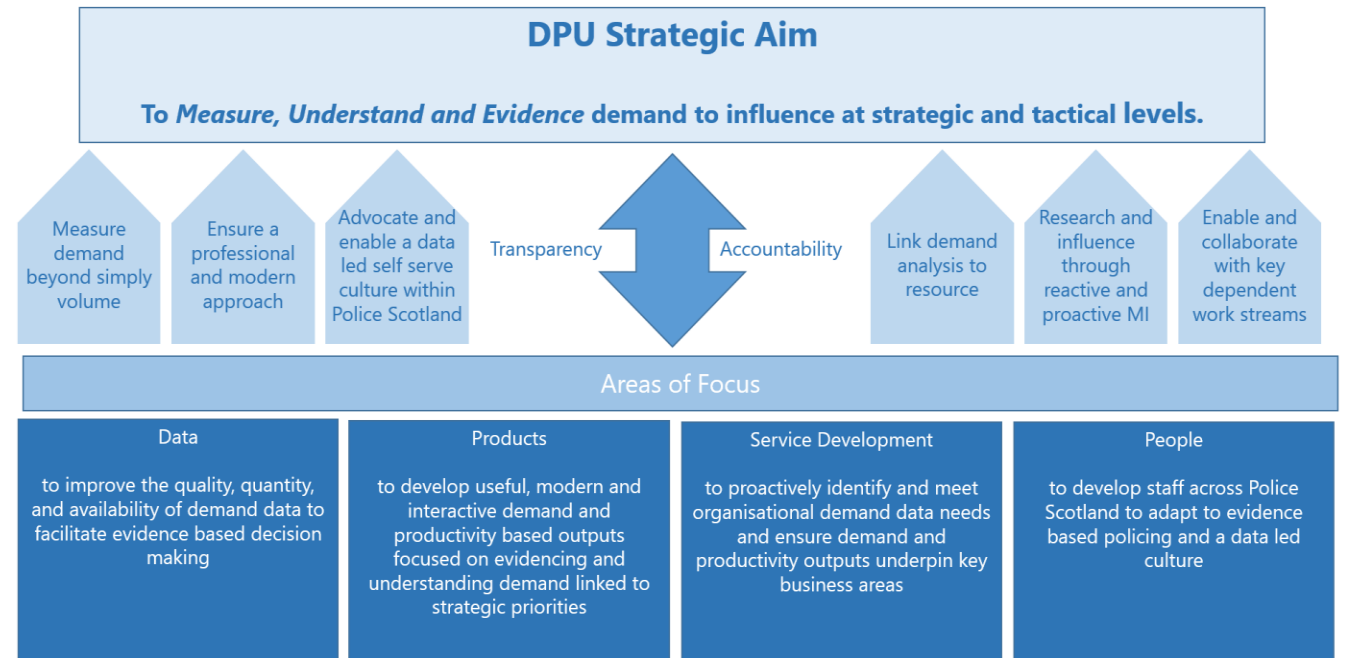 DPU Strategic Aim
To Measure, Understand and Evidence demand to influence at strategic and tactical levels.
Measure
demand
beyond simply
volume
Ensure a
professional
and modern
approach
Advocate and
enable a data
led self serve
culture within
Police Scotland
Transparency
Accountability
Link demand
analysis to
resource
Research and
influence
through
reactive and
proactive MI
Enable and
collaborate
with key
dependent
work streams
Areas of Focus
Data
to improve the quality, quantity,
and availability of demand data to
facilitate evidence based decision
making
Products
to develop useful, modern and
interactive demand and
productivity based outputs
focused on evidencing and
understanding demand linked to
strategic priorities
Service Development
to proactively identify and meet
organisational demand data needs
and ensure demand and
productivity outputs underpin key
business areas
People
to develop staff across Police
Scotland to adapt to evidence
based policing and a data led
culture